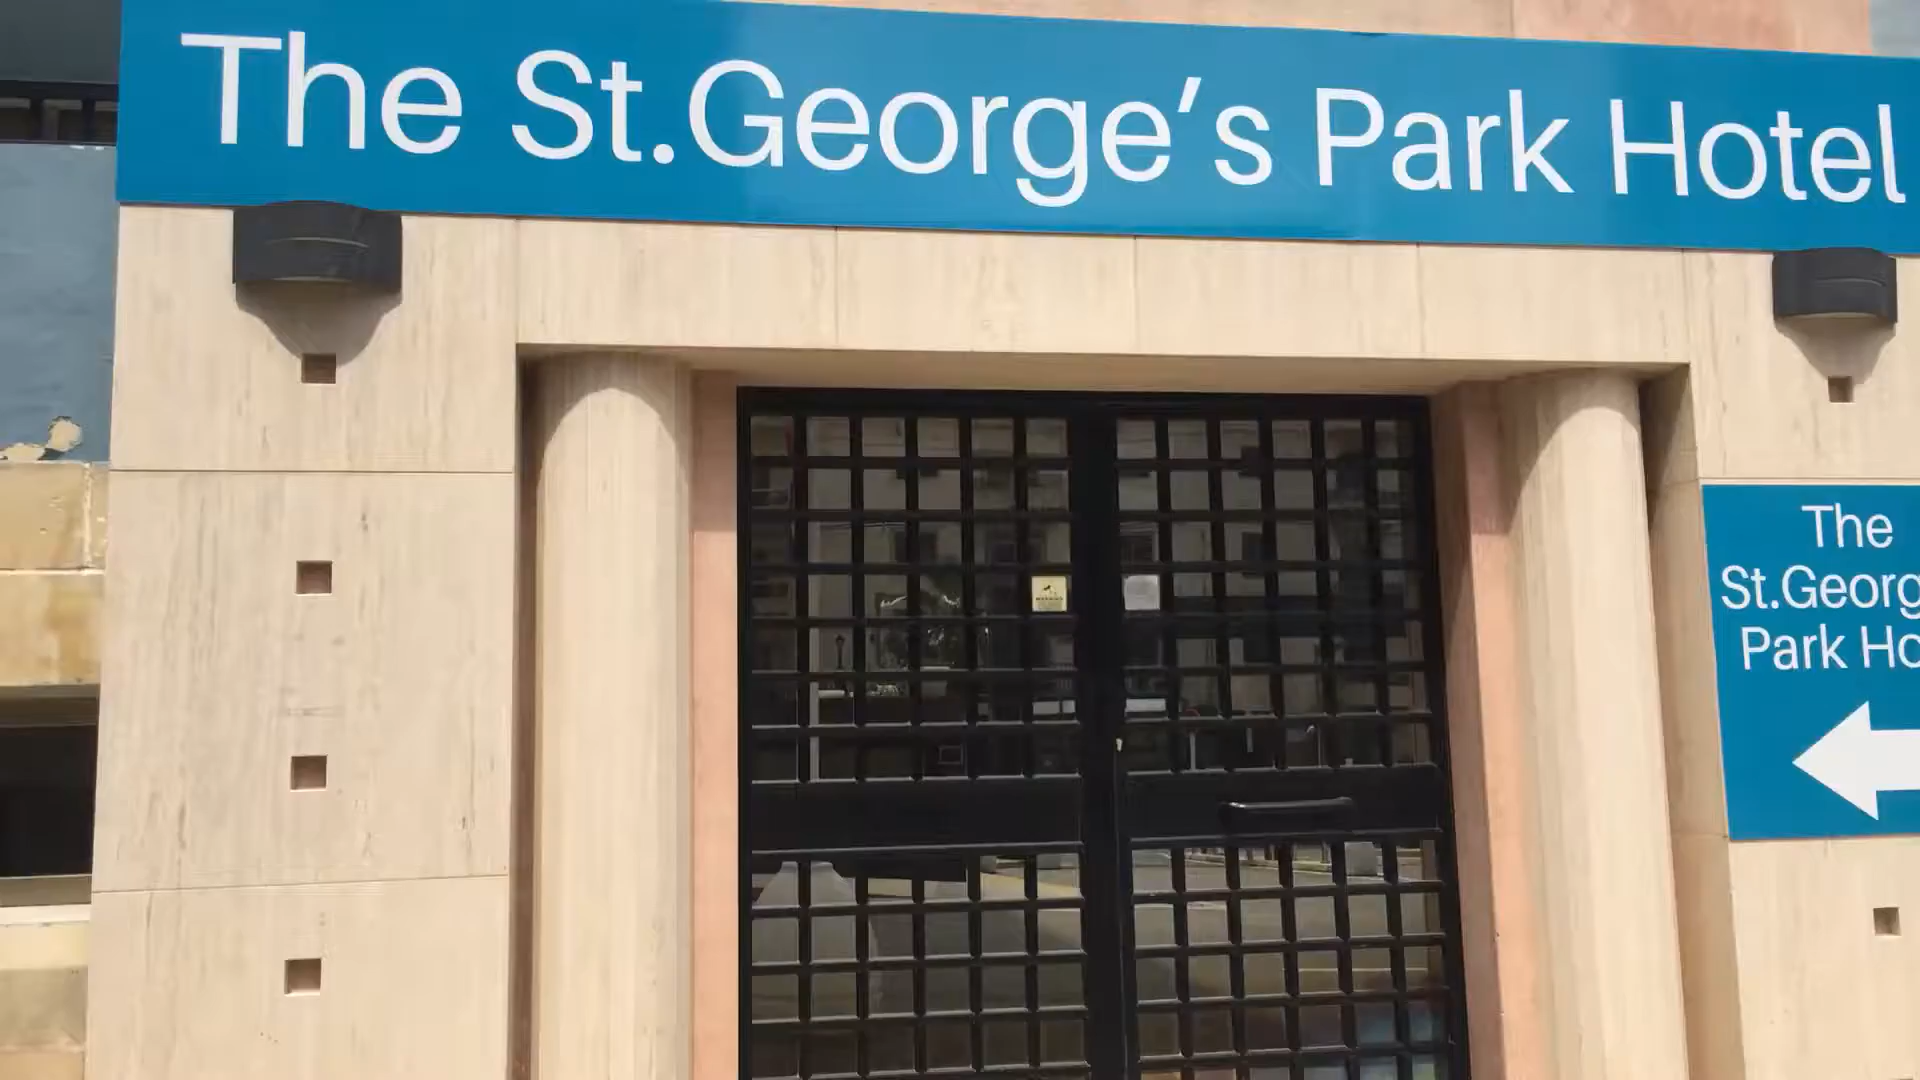 The St.George's Park Hotel
The
St.Georg
Park Ho